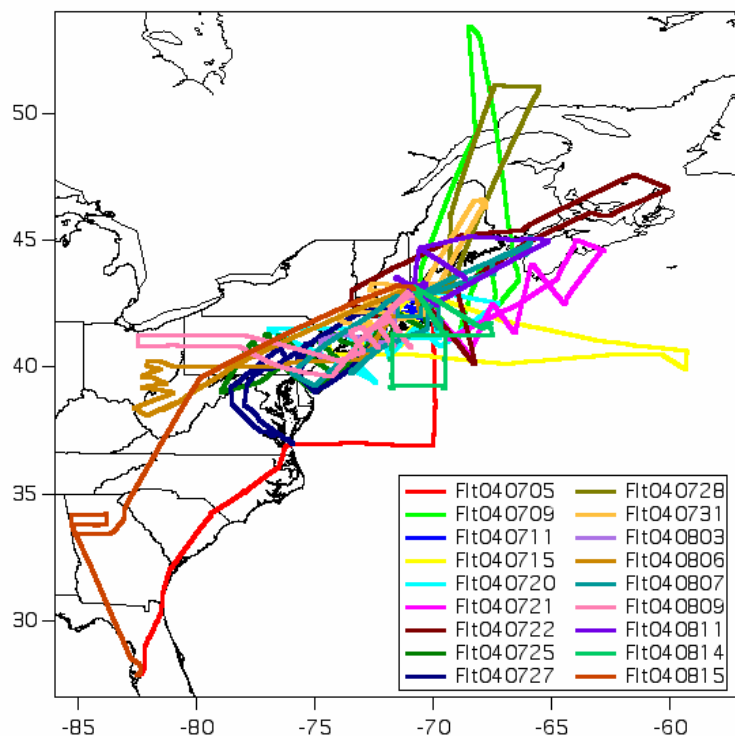 50
45
40
35
30
Flt040705 Flt040728
Flt040709 Flt040731
Flt040711 Flt040803
Flt040715 Flt040806
Flt040720 Flt040807
Flt040721 Flt040809
Flt040722 Flt040811
Flt040725 Flt040814
Flt040727 Flt040815
-85 -80 -75 -70 -65 -60